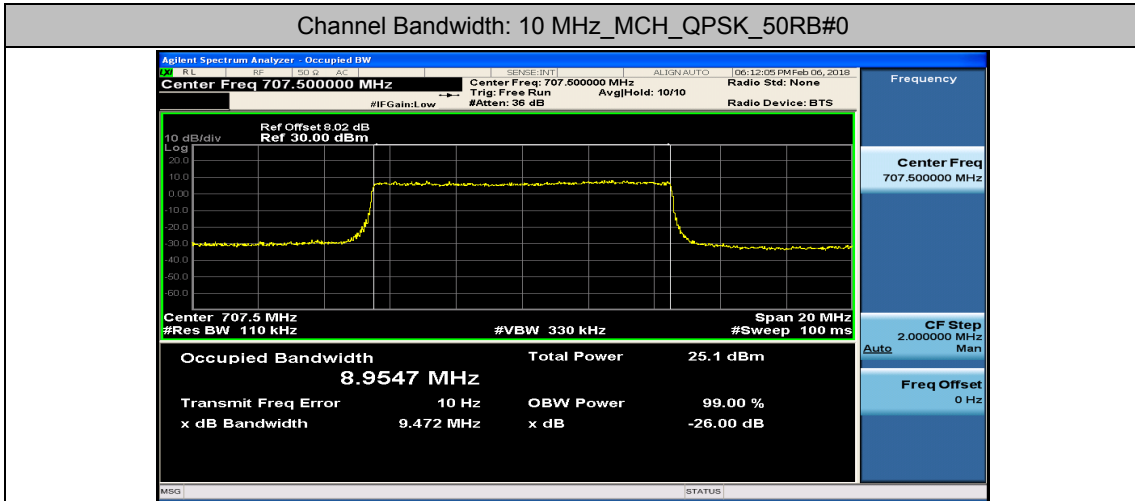 Channel Bandwidth: 10 MHz_MCH_QPSK_50RB#0
Agilent Spectrum Analyzer - Occupied BW
LXI RL RF 50 Ω AC SENSE:INT ALIGN AUTO 06:12:05 PM Feb 06, 2018
Center Freq 707.500000 MHz
Center Freq: 707.500000 MHz Radio Std: None
Trig: Free Run Avg|Hold: 10/10
#IFGain:Low #Atten: 36 dB Radio Device: BTS
Ref Offset 8.02 dB
10 dB/div Ref 30.00 dBm
Log
20.0
10.0
0.00
-10.0
-20.0
-30.0
-40.0
-50.0
-60.0
Center 707.5 MHz Span 20 MHz
#Res BW 110 kHz #VBW 330 kHz #Sweep 100 ms
Occupied Bandwidth Total Power 25.1 dBm
8.9547 MHz
Transmit Freq Error 10 Hz OBW Power 99.00 %
x dB Bandwidth 9.472 MHz x dB -26.00 dB
MSG STATUS
Frequency
Center Freq
707.500000 MHz
CF Step
2.000000 MHz
Auto Man
Freq Offset
0 Hz